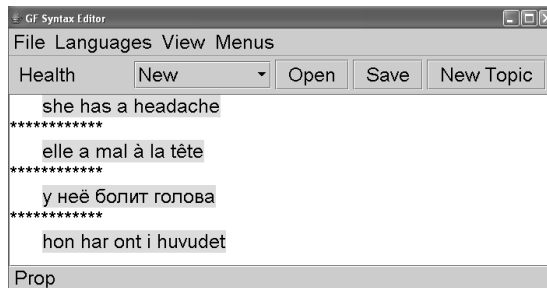 GF Syntax Editor
File Languages View Menus
Health New Open Save New Topic
she has a headache
************
elle a mal à la tête
************
у неё болит голова
************
hon har ont i huvudet
Prop